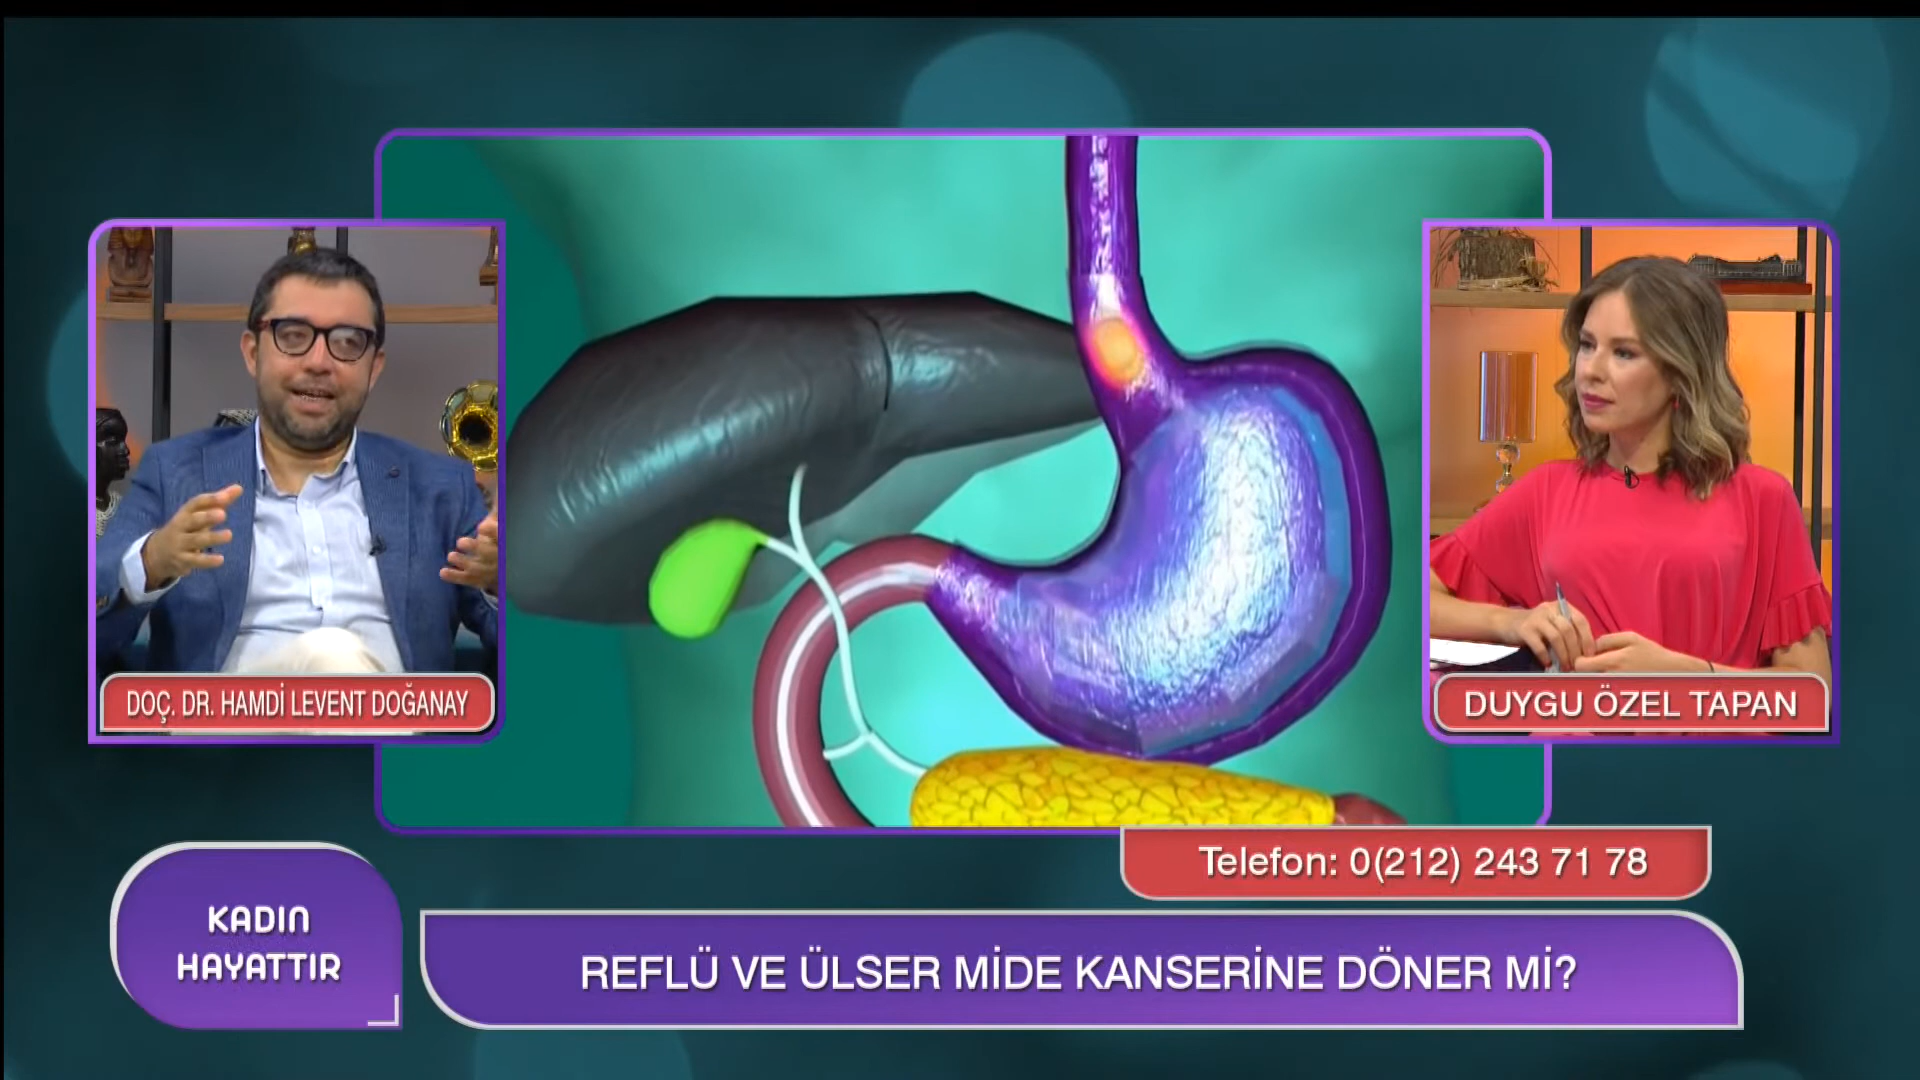 DOÇ. DR. HAMDİ LEVENT DOĞANAY
DUYGU ÖZEL TAPAN
Telefon: 0(212) 243 71 78
KADIN
HAYATTIR
REFLÜ VE ÜLSER MİDE KANSERİNE DÖNER Mİ?